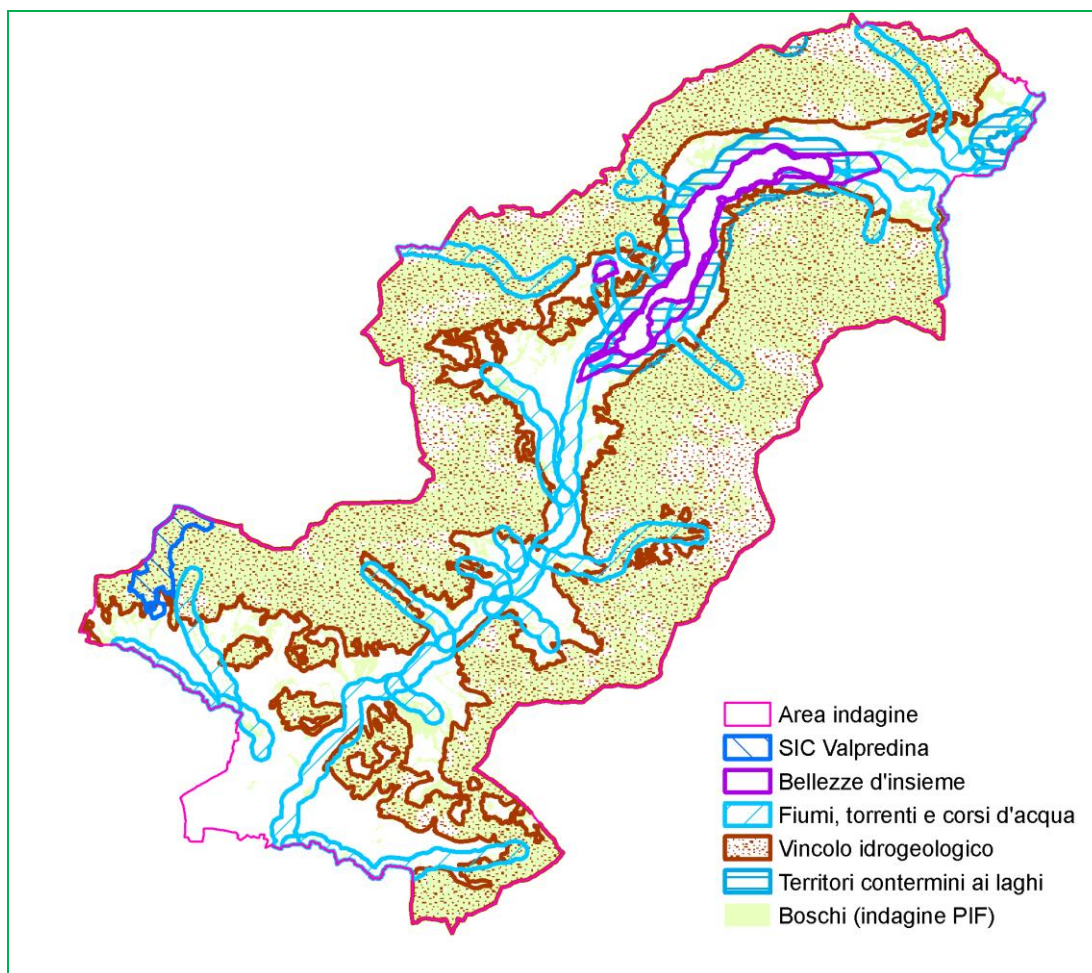 Area indagine
SIC Valpredina
Bellezze d'insieme
Fiumi, torrenti e corsi d'acqua
Vincolo idrogeologico
Territori contermini ai laghi
Boschi (indagine PIF)